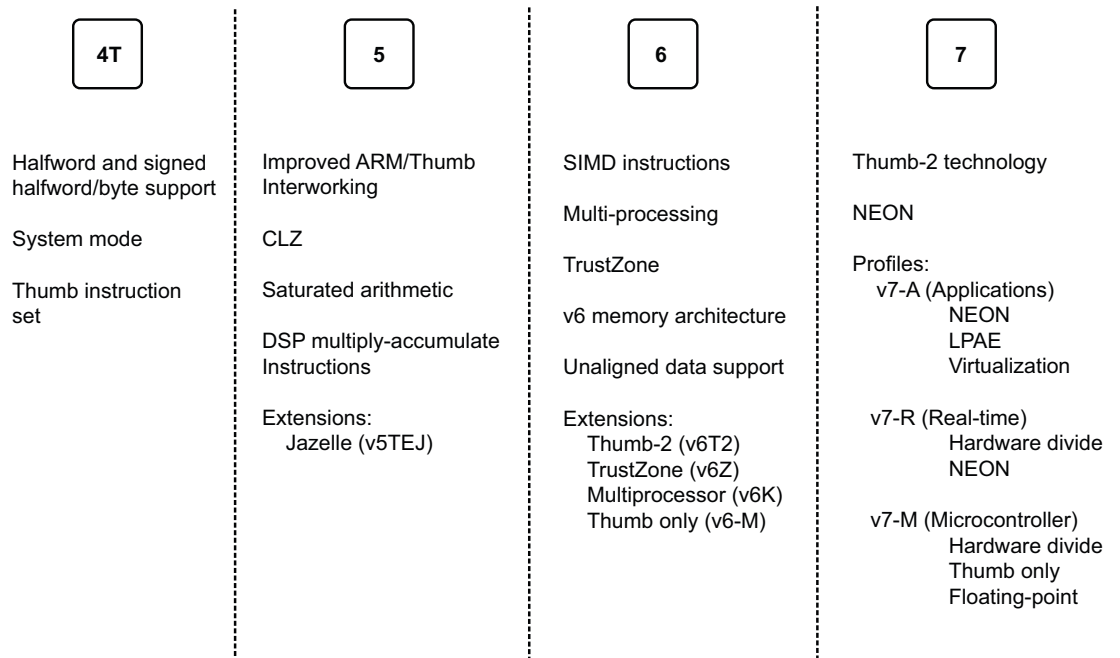 4T
Halfword and signed
halfword/byte support
System mode
Thumb instruction
set
5
Improved ARM/Thumb
Interworking
CLZ
Saturated arithmetic
DSP multiply-accumulate
Instructions
Extensions:
Jazelle (v5TEJ)
6
SIMD instructions
Multi-processing
TrustZone
v6 memory architecture
Unaligned data support
Extensions:
Thumb-2 (v6T2)
TrustZone (v6Z)
Multiprocessor (v6K)
Thumb only (v6-M)
7
Thumb-2 technology
NEON
Profiles:
v7-A (Applications)
NEON
LPAE
Virtualization
v7-R (Real-time)
Hardware divide
NEON
v7-M (Microcontroller)
Hardware divide
Thumb only
Floating-point